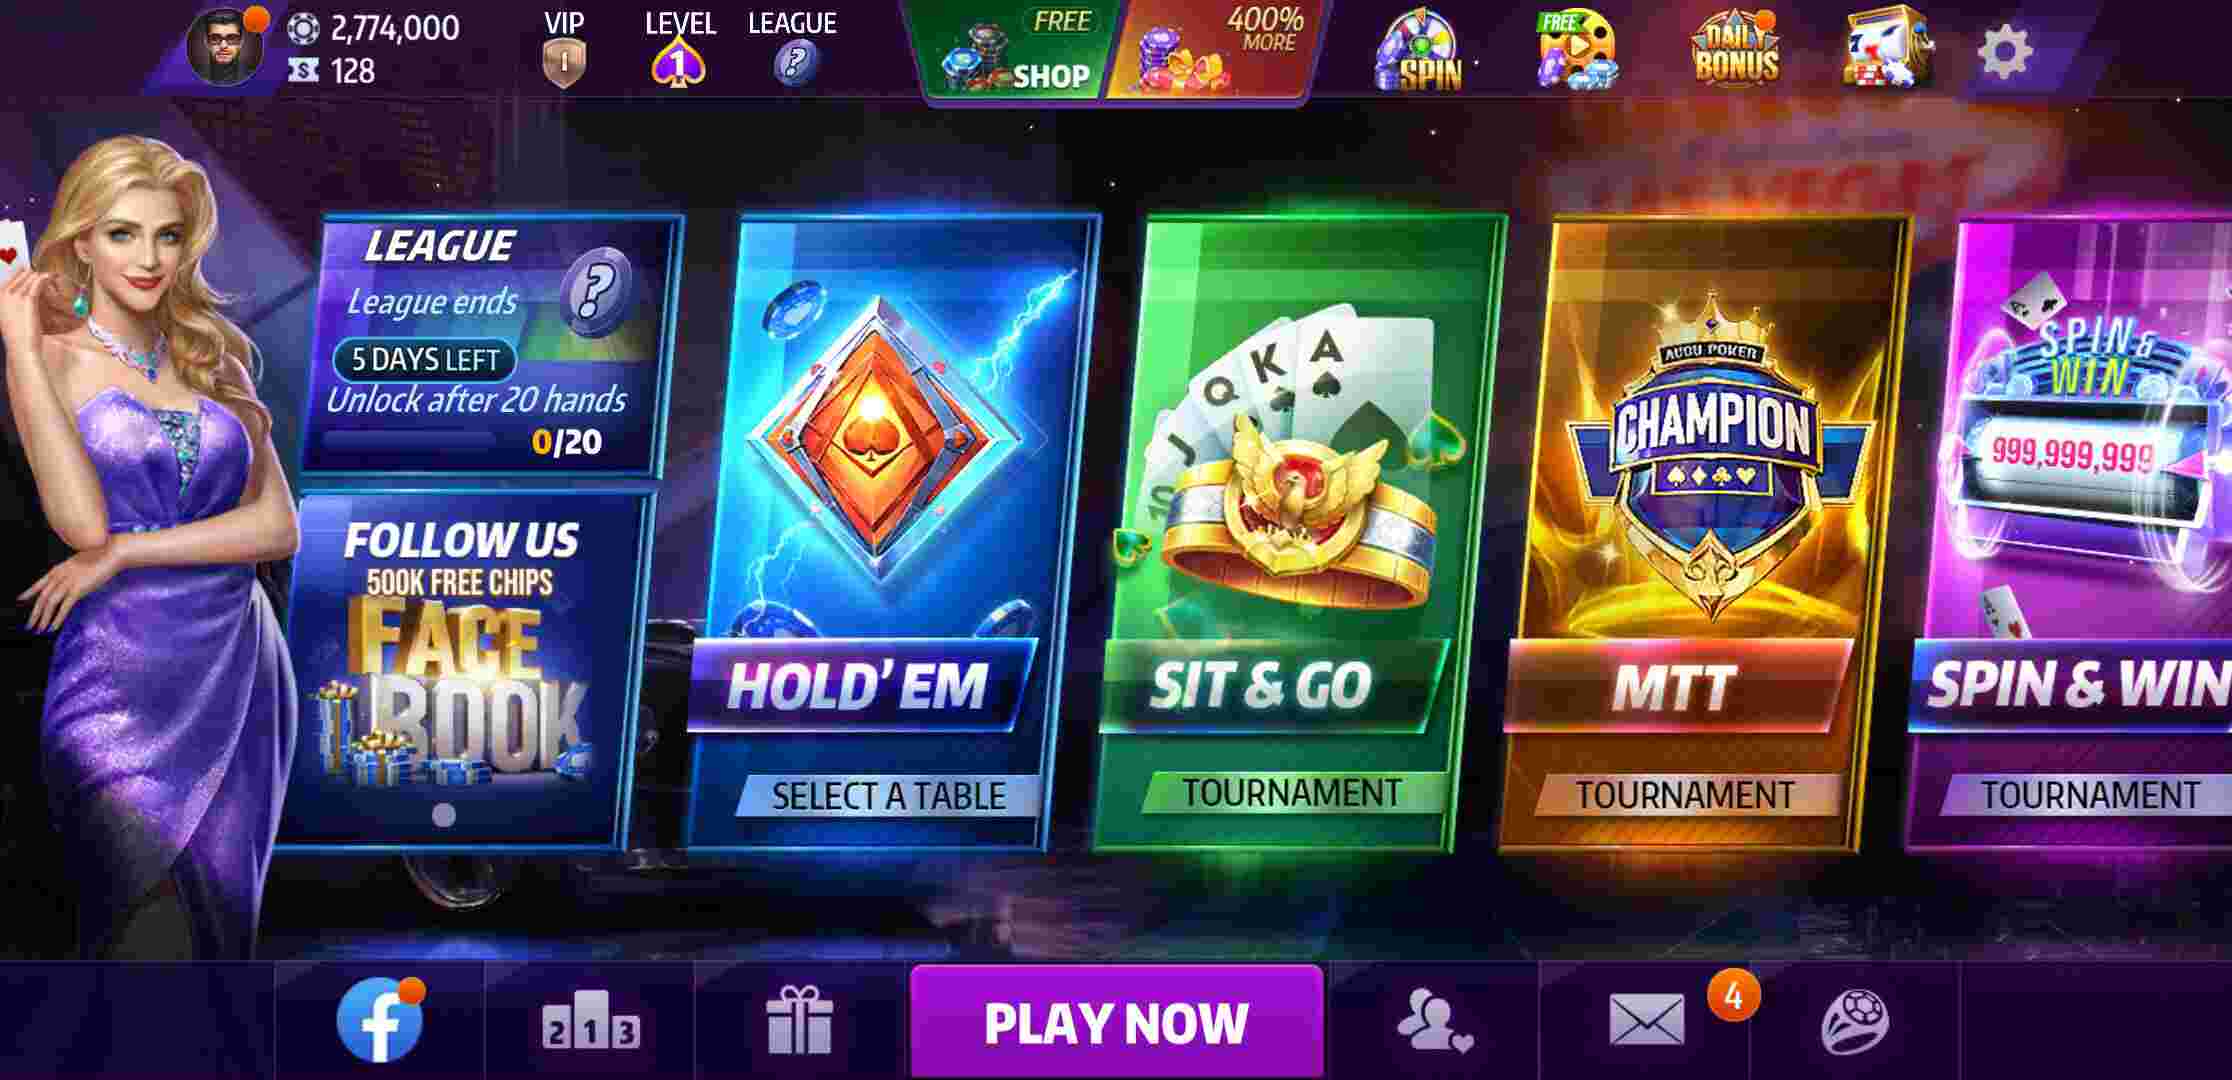 2,774,000
128
VIP
1
LEVEL
1
LEAGUE
?
FREE
SHOP
400%
MORE
SPIN
FREE
DAILY
BONUS
7
LEAGUE
League ends
?
5 DAYS LEFT
Unlock after 20 hands
0/20
FOLLOW US
500K FREE CHIPS
FACE
BOOK
HOLD' EM
SELECT A TABLE
10 J Q K A
SIT & GO
TOURNAMENT
AUDU POKER
CHAMPION
MTT
TOURNAMENT
SPIN &
WIN
999,999,999
SPIN & WIN
TOURNAMENT
f
2 1 3
PLAY NOW
4